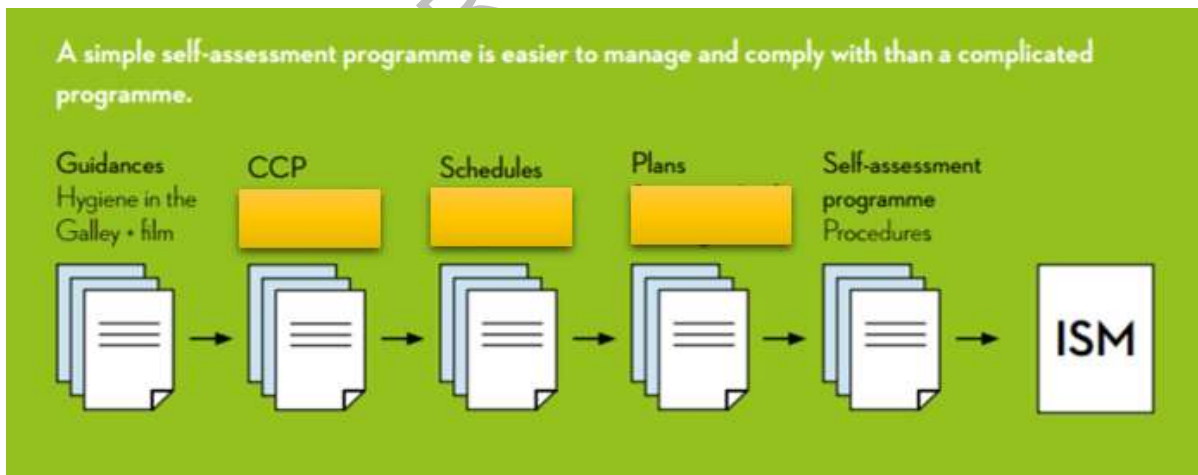 A simple self-assessment programme is easier to manage and comply with than a complicated
programme.
Guidances
Hygiene in the
Galley + film
CCP
Schedules
Plans
Self-assessment
programme
Procedures
ISM